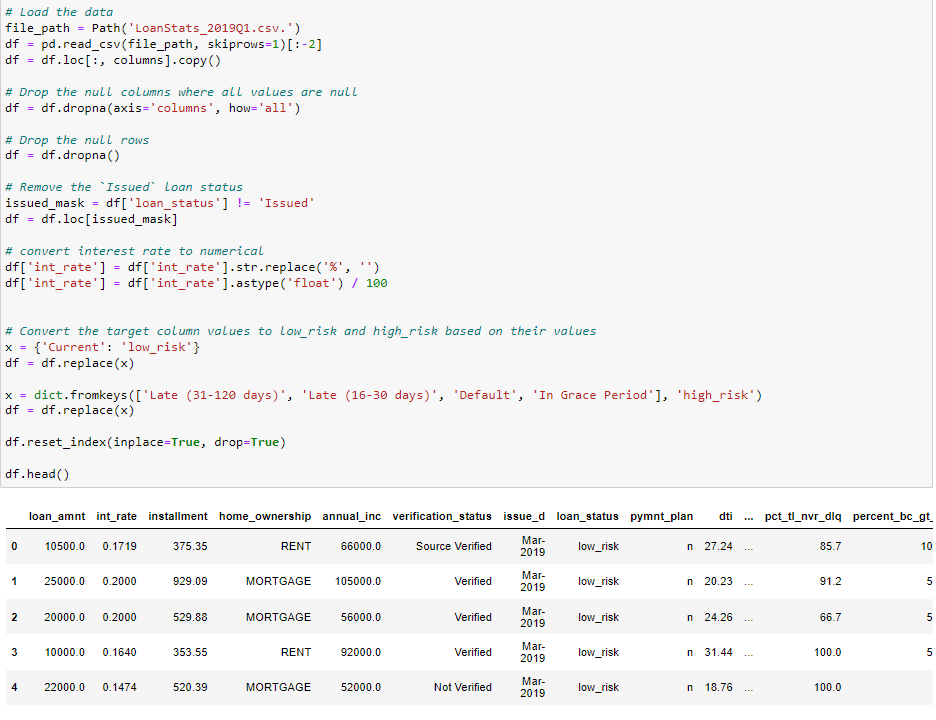 # Load the data
file_path = Path('LoanStats_2019Q1.csv.')
df = pd.read_csv(file_path, skiprows=1)[:-2]
df = df.loc[:, columns].copy()
# Drop the null columns where all values are null
df = df.dropna(axis='columns', how='all')
# Drop the null rows
df = df.dropna()
# Remove the `Issued` loan status
issued_mask = df['loan_status'] != 'Issued'
df = df.loc[issued_mask]
# convert interest rate to numerical
df['int_rate'] = df['int_rate'].str.replace('%', '')
df['int_rate'] = df['int_rate'].astype('float') / 100
# Convert the target column values to low_risk and high_risk based on their values
x = {'Current': 'low_risk'}
df = df.replace(x)
x = dict.fromkeys(['Late (31-120 days)', 'Late (16-30 days)', 'Default', 'In Grace Period'], 'high_risk')
df = df.replace(x)
df.reset_index(inplace=True, drop=True)
df.head()
loan_amnt int_rate installment home_ownership annual_inc verification_status issue_d loan_status pymnt_plan dti ... pct_tl_nvr_dlq percent_bc_gt_
0 10500.0 0.1719 375.35 RENT 66000.0 Source Verified Mar-2019 low_risk n 27.24 ... 85.7 10
1 25000.0 0.2000 929.09 MORTGAGE 105000.0 Verified Mar-2019 low_risk n 20.23 ... 91.2 5
2 20000.0 0.2000 529.88 MORTGAGE 56000.0 Verified Mar-2019 low_risk n 24.26 ... 66.7 5
3 10000.0 0.1640 353.55 RENT 92000.0 Verified Mar-2019 low_risk n 31.44 ... 100.0 5
4 22000.0 0.1474 520.39 MORTGAGE 52000.0 Not Verified Mar-2019 low_risk n 18.76 ... 100.0